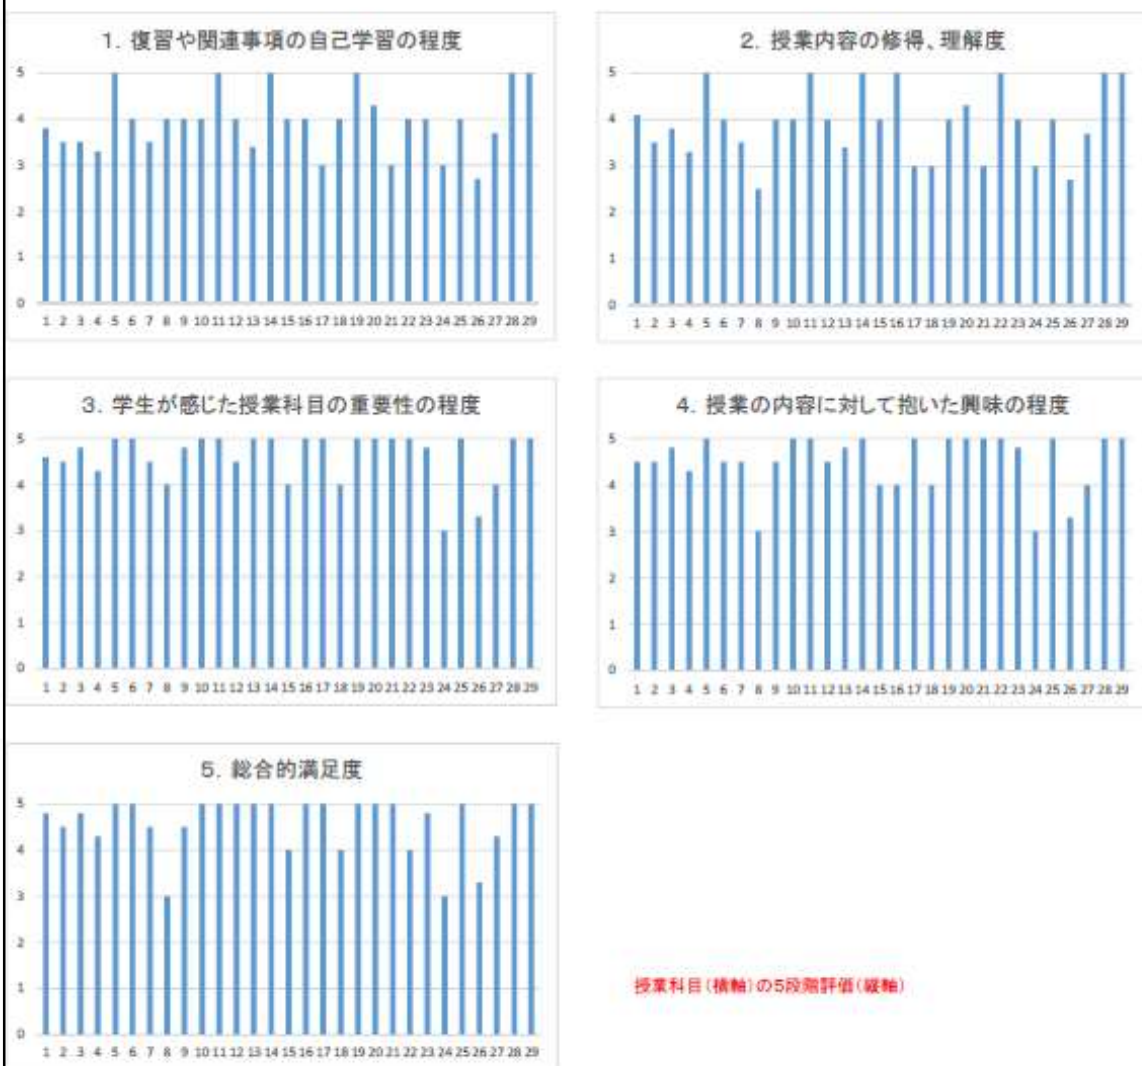 1. 復習や関連事項の自己学習の程度
5
4
3
2
1
0
1 2 3 4 5 6 7 8 9 10 11 12 13 14 15 16 17 18 19 20 21 22 23 24 25 26 27 28 29
2. 授業内容の修得、理解度
5
4
3
2
1
0
1 2 3 4 5 6 7 8 9 10 11 12 13 14 15 16 17 18 19 20 21 22 23 24 25 26 27 28 29
3. 学生が感じた授業科目の重要性の程度
5
4
3
2
1
0
1 2 3 4 5 6 7 8 9 10 11 12 13 14 15 16 17 18 19 20 21 22 23 24 25 26 27 28 29
4. 授業の内容に対して抱いた興味の程度
5
4
3
2
1
0
1 2 3 4 5 6 7 8 9 10 11 12 13 14 15 16 17 18 19 20 21 22 23 24 25 26 27 28 29
5. 総合的満足度
5
4
3
2
1
0
1 2 3 4 5 6 7 8 9 10 11 12 13 14 15 16 17 18 19 20 21 22 23 24 25 26 27 28 29
授業科目(横軸)の5段階評価(縦軸)